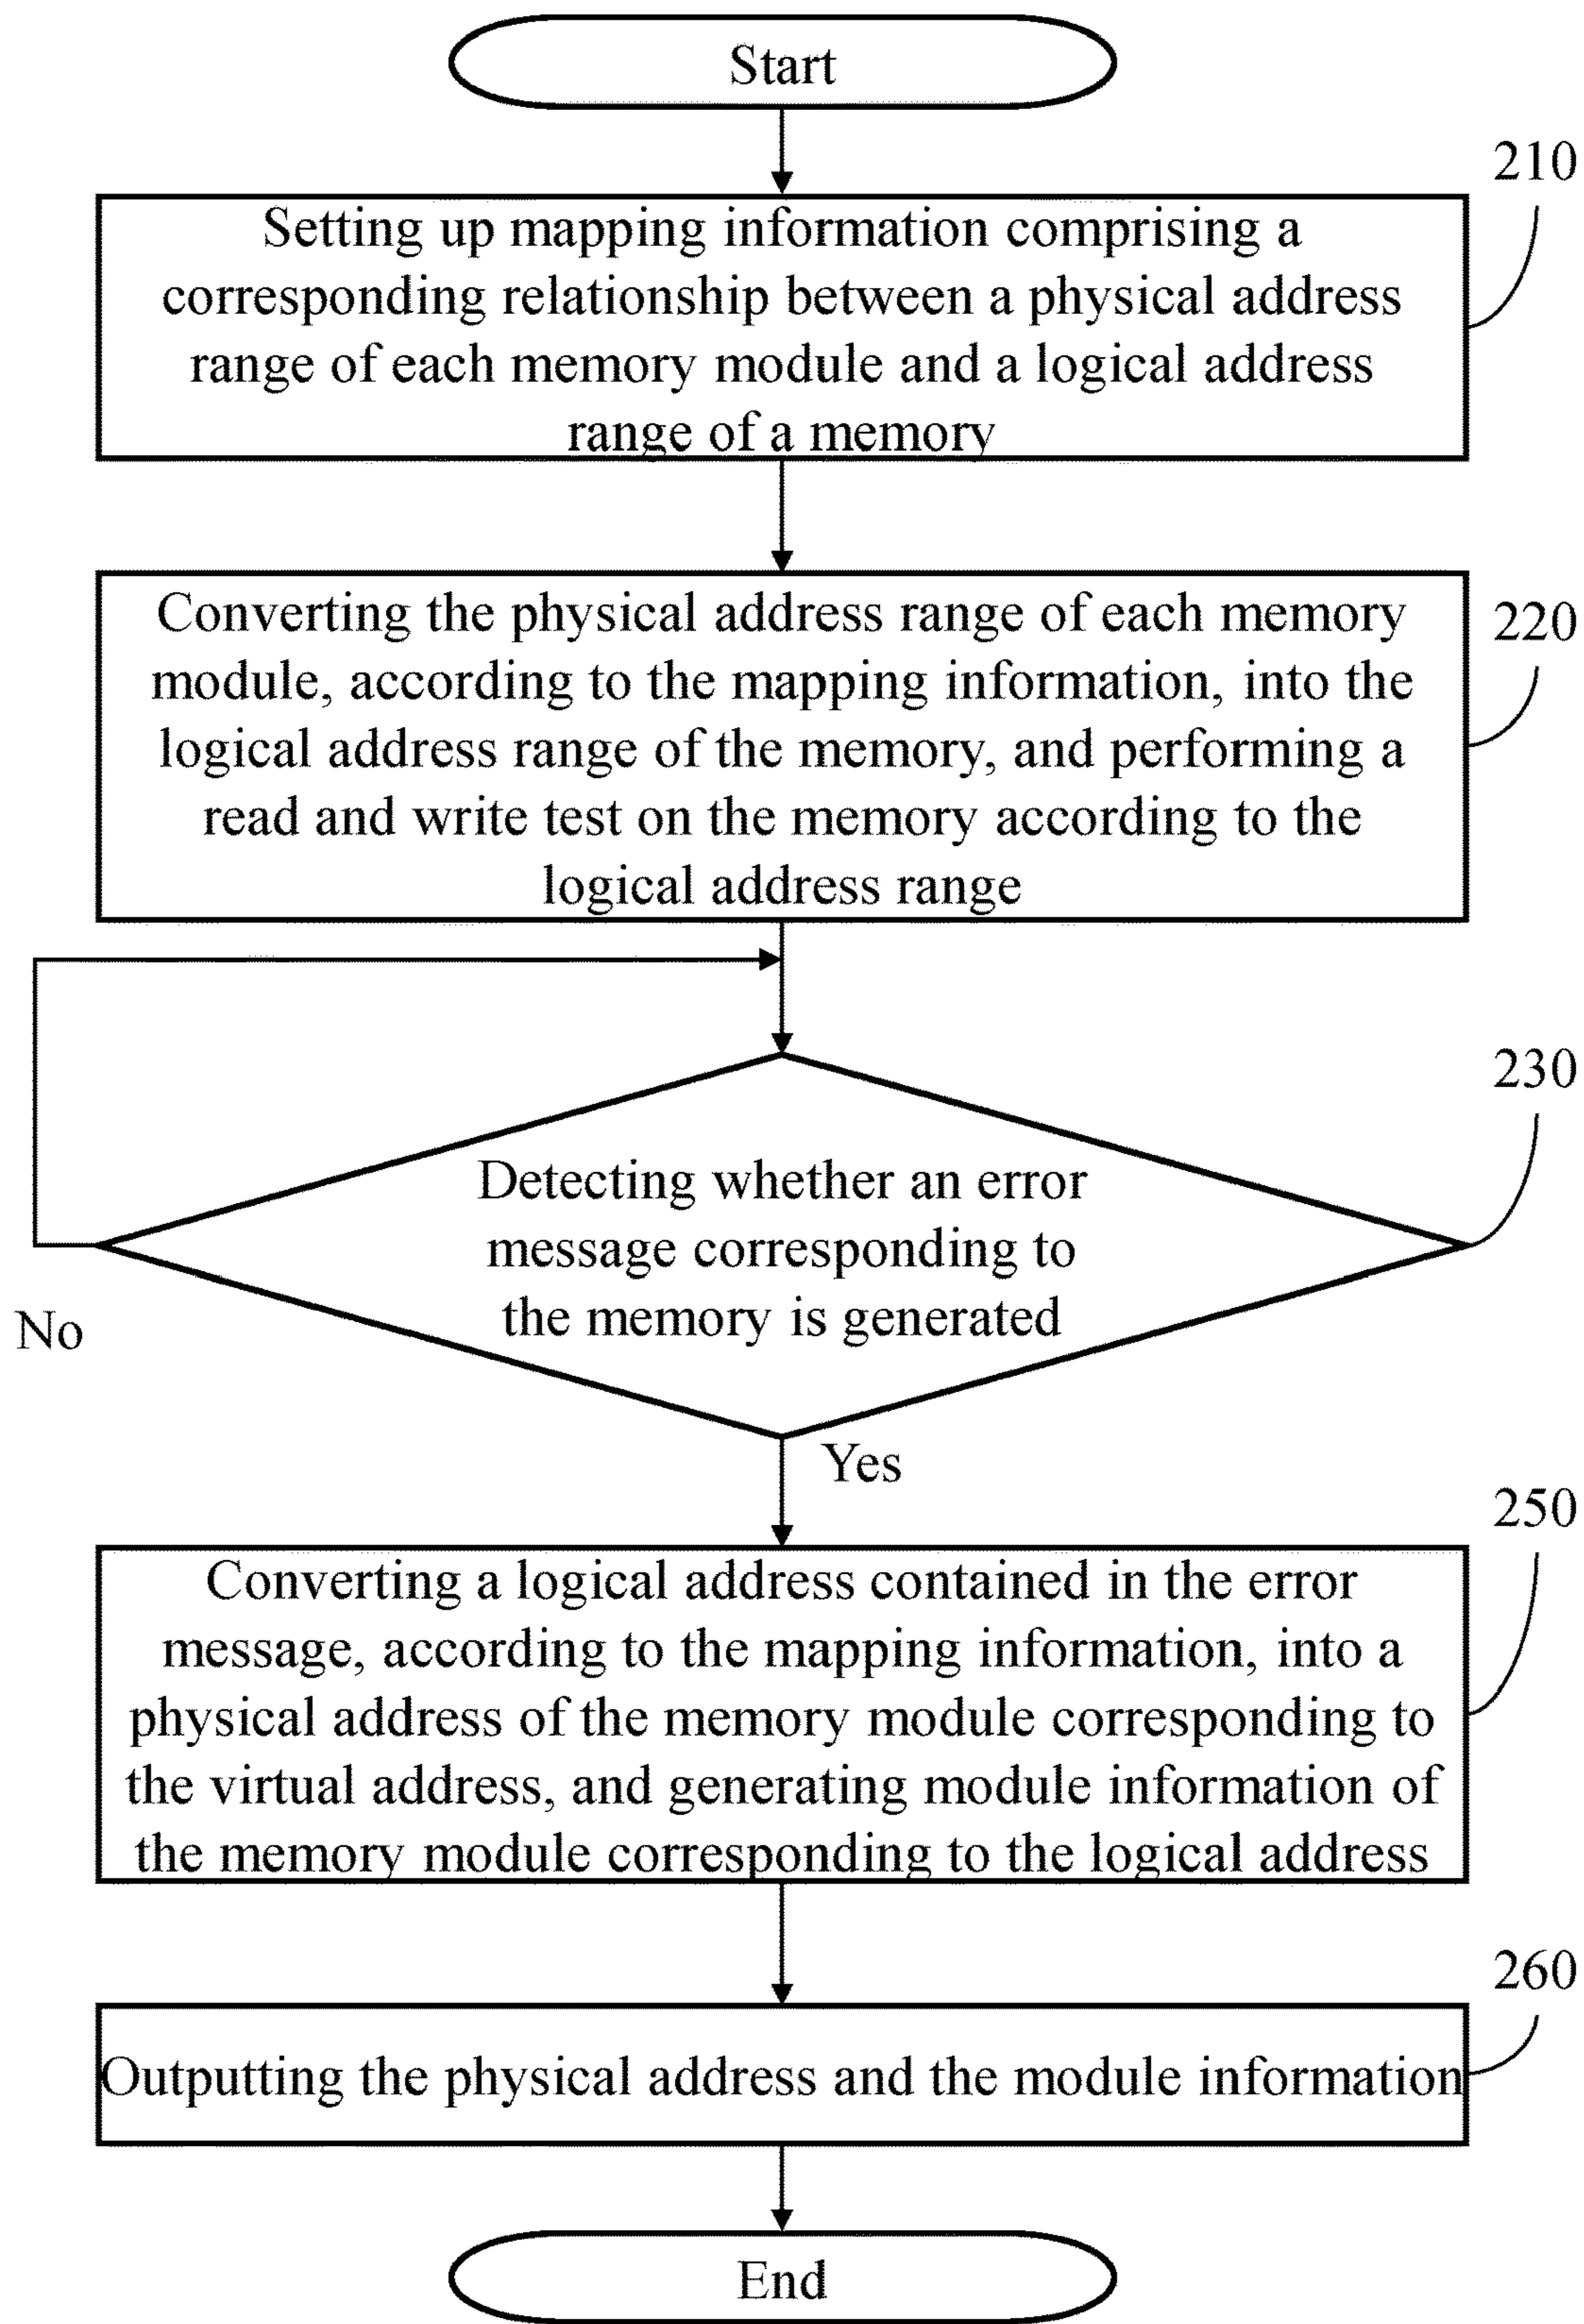 Start
210
Setting up mapping information comprising a
corresponding relationship between a physical address
range of each memory module and a logical address
range of a memory
220
Converting the physical address range of each memory
module, according to the mapping information, into the
logical address range of the memory, and performing a
read and write test on the memory according to the
logical address range
230
Detecting whether an error
message corresponding to
the memory is generated
No
Yes
250
Converting a logical address contained in the error
message, according to the mapping information, into a
physical address of the memory module corresponding to
the virtual address, and generating module information of
the memory module corresponding to the logical address
260
Outputting the physical address and the module information
End